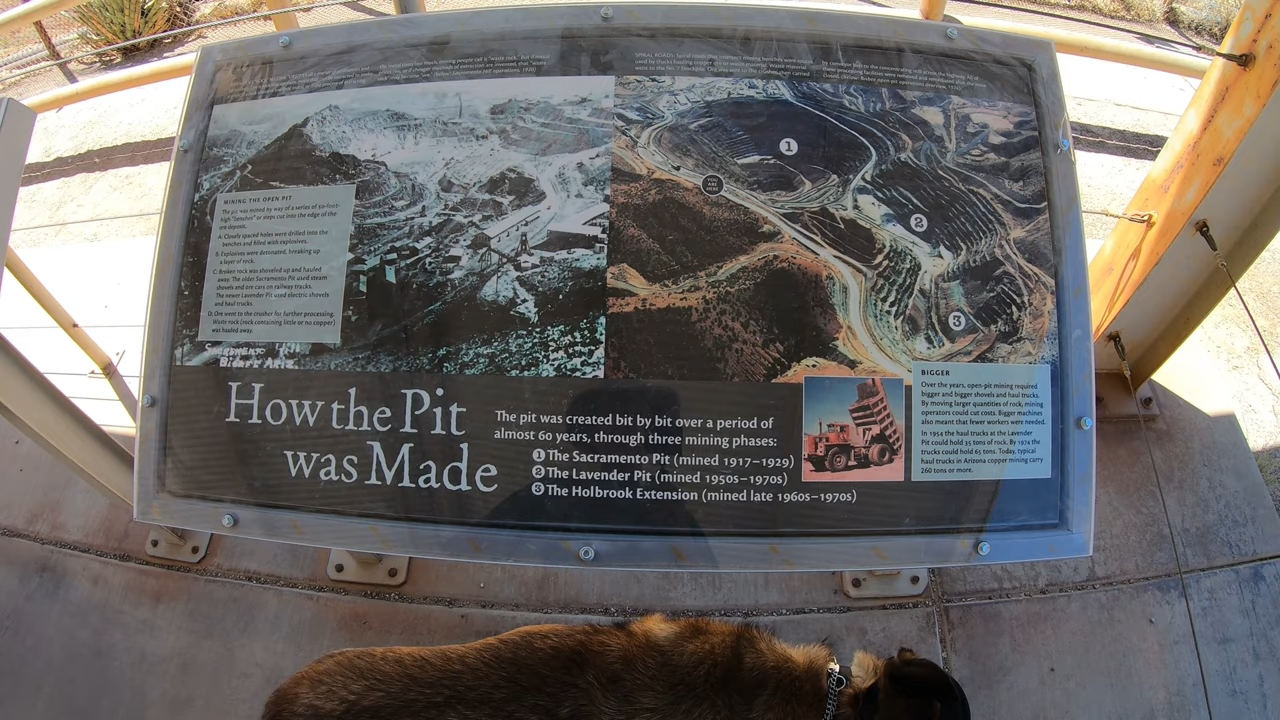 SPIRAL ROADS:
MINING THE OPEN PIT
The pit was mined by way of a series of 50-foot-
high "benches" or steps cut into the edge of the
ore deposit.
A: Closely spaced holes were drilled into the
benches and filled with explosives.
B: Explosives were detonated, breaking up
a layer of rock.
C: Broken rock was shoveled up and hauled
away. The older Sacramento Pit used steam
shovels and ore cars on railway tracks.
The newer Lavender Pit used electric shovels
and haul trucks.
D: Ore went to the crusher for further processing.
Waste rock (rock containing little or no copper)
was hauled away.
Bisbee Ariz
1
YOU
ARE
HERE
2
3
How the Pit
was Made
The pit was created bit by bit over a period of
almost 60 years, through three mining phases:
1 The Sacramento Pit (mined 1917–1929)
2 The Lavender Pit (mined 1950s–1970s)
3 The Holbrook Extension (mined late 1960s–1970s)
BIGGER
Over the years, open-pit mining required
bigger and bigger shovels and haul trucks.
By moving larger quantities of rock, mining
operators could cut costs. Bigger machines
also meant that fewer workers were needed.
In 1954 the haul trucks at the Lavender
Pit could hold 35 tons of rock. By 1974 the
trucks could hold 65 tons. Today, typical
haul trucks in Arizona copper mining carry
260 tons or more.